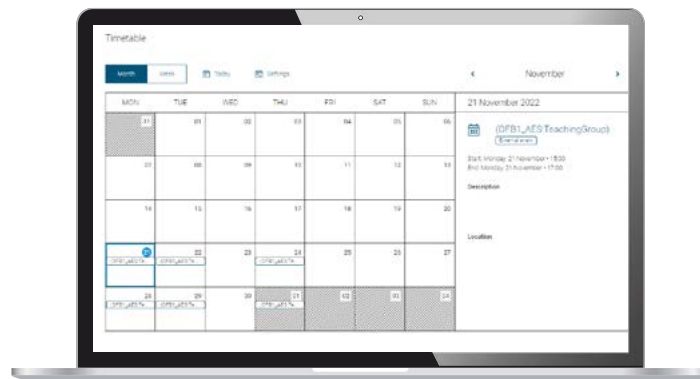 Timetable
Month Week Today Settings
November
MON TUE WED THU FRI SAT SUN
21 November 2022
31 01 02 03 04 05 06
(OFB1_AES:TeachingGroup)
Start: Monday, 21 November • 15:00
End: Monday, 21 November • 17:00
07 08 09 10 11 12 13
Description
14 15 16 17 18 19 20
Location
21 22 23 24 25 26 27
28 29 30 01 02 03 04